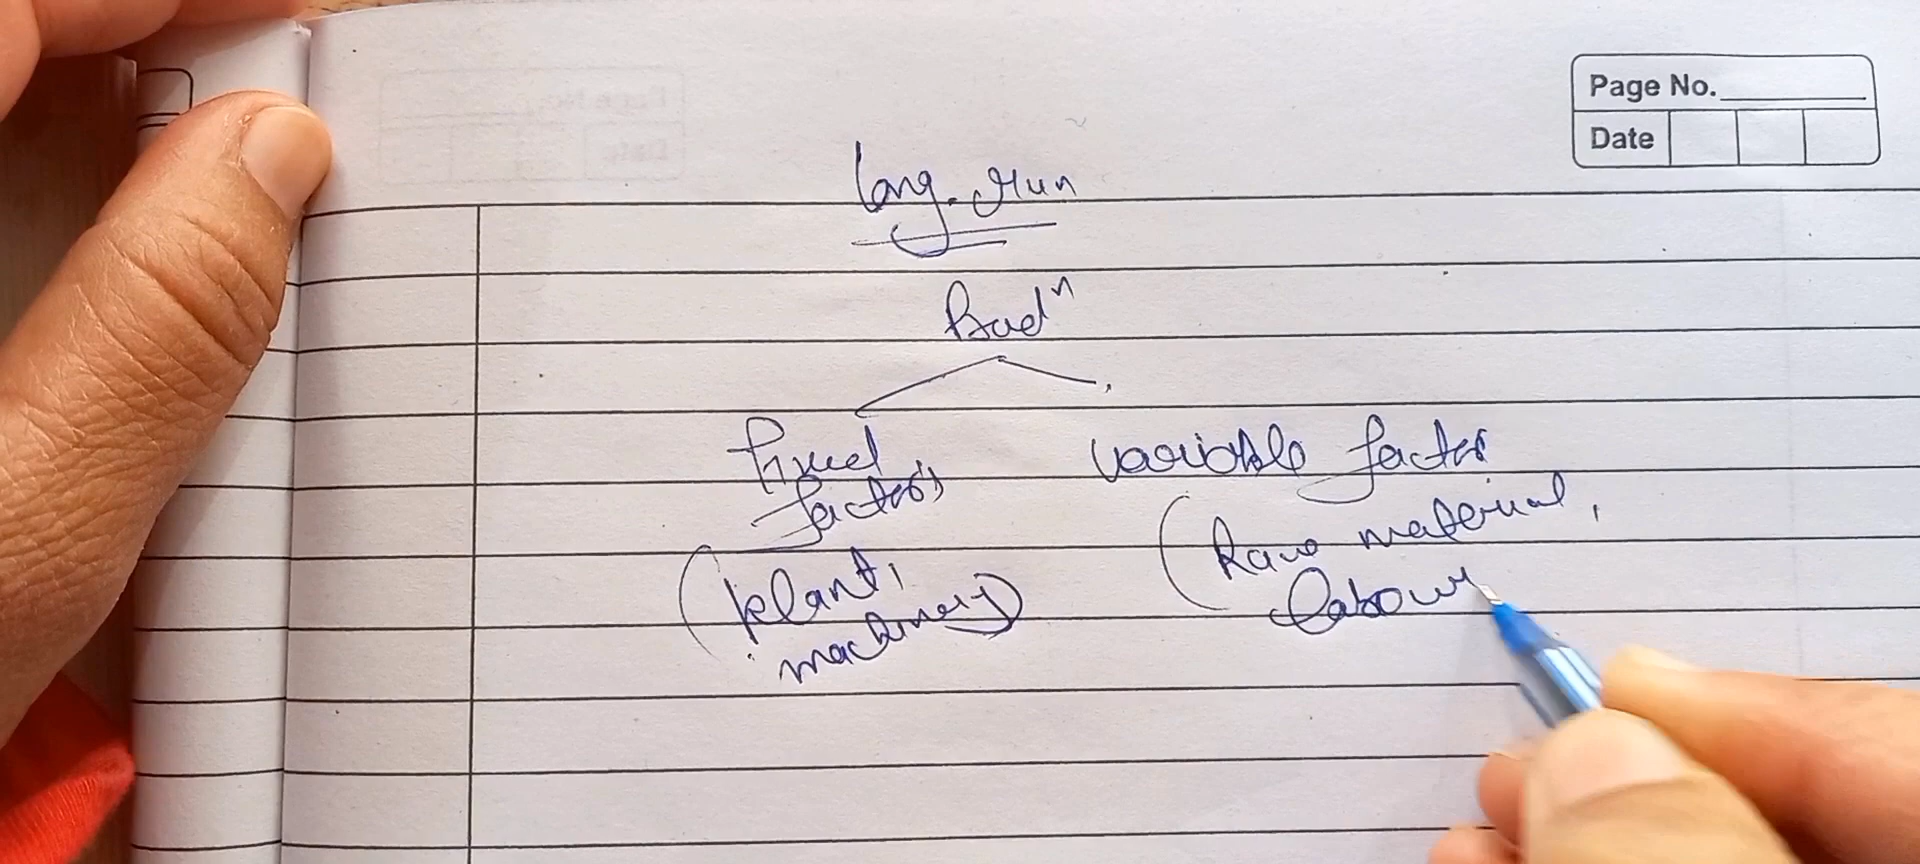 Page No.
Date
Long-run
Prodⁿ
Fixed
factors
variable factor
(Plant,
machinery)
(Raw material,
labour